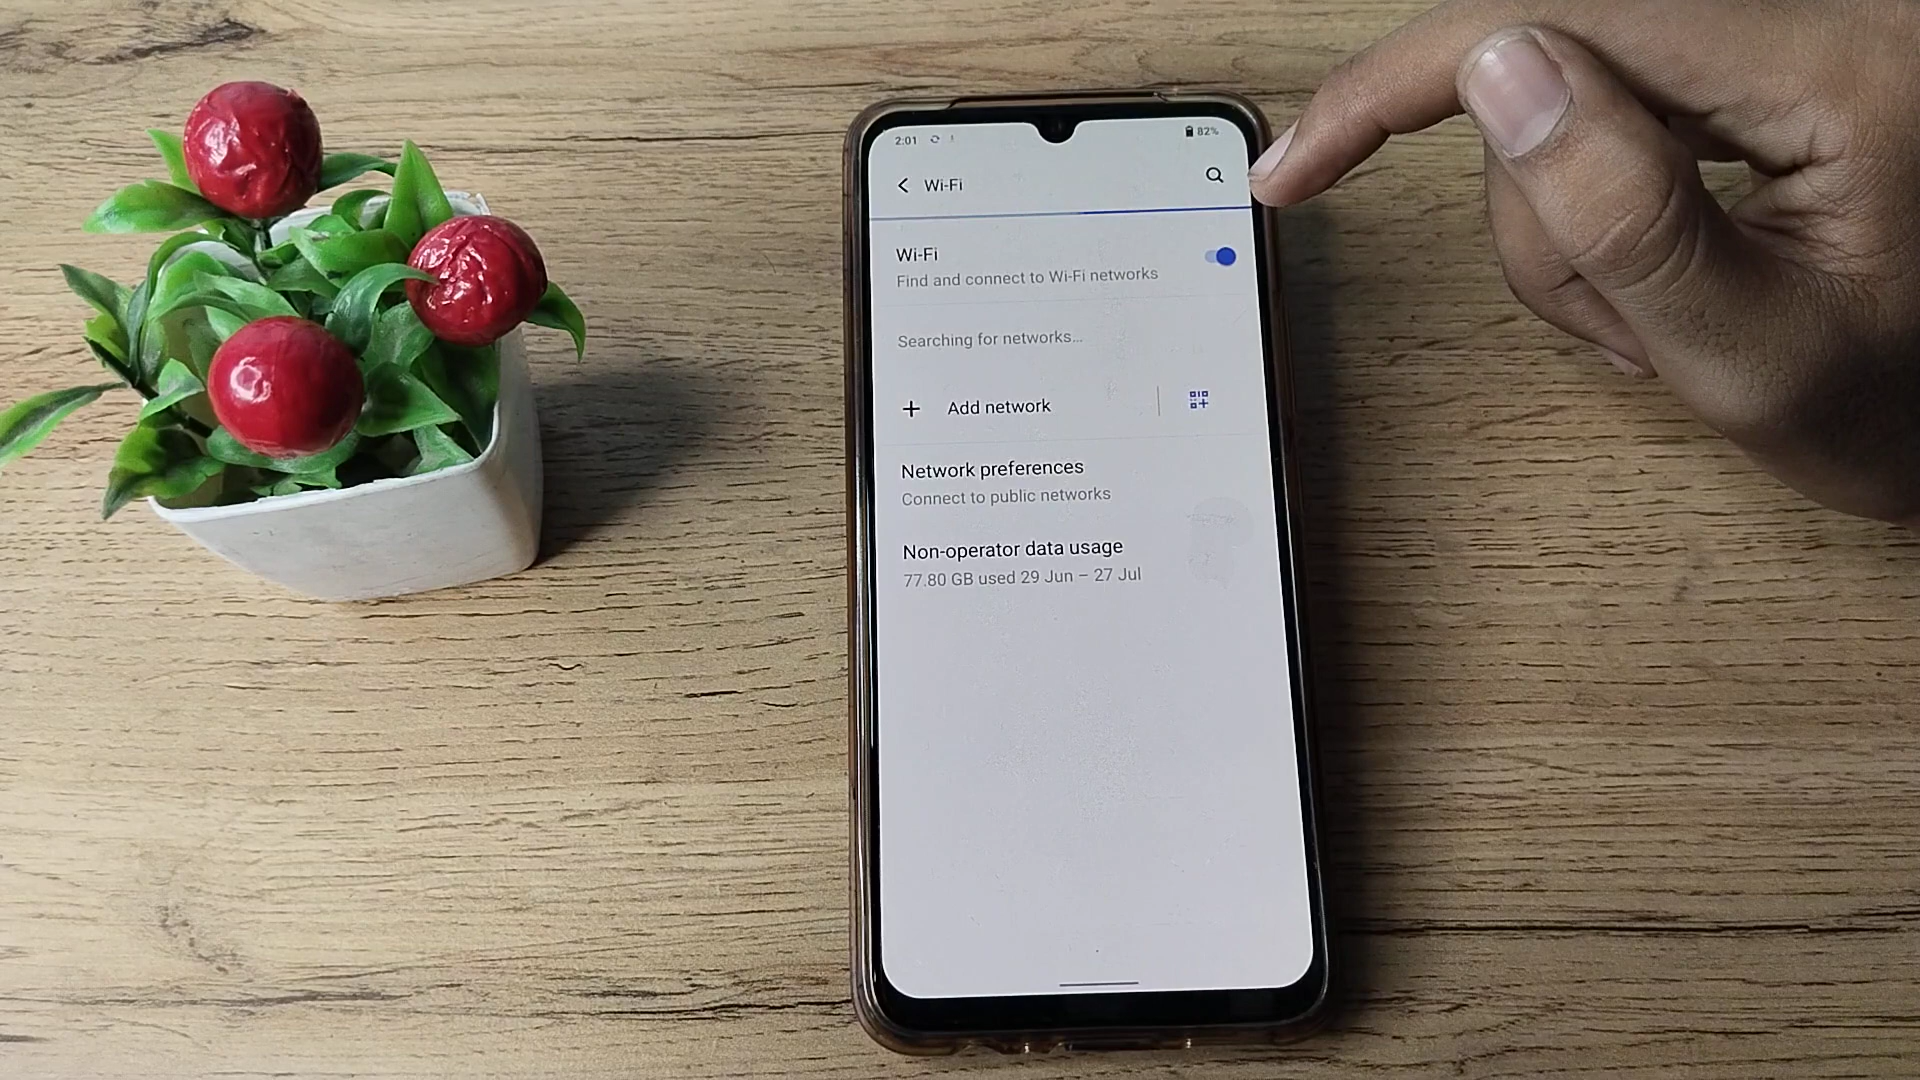 2:01
82%
Wi-Fi
Wi-Fi
Find and connect to Wi-Fi networks
Searching for networks…
Add network
Network preferences
Connect to public networks
Non-operator data usage
77.80 GB used 29 Jun – 27 Jul